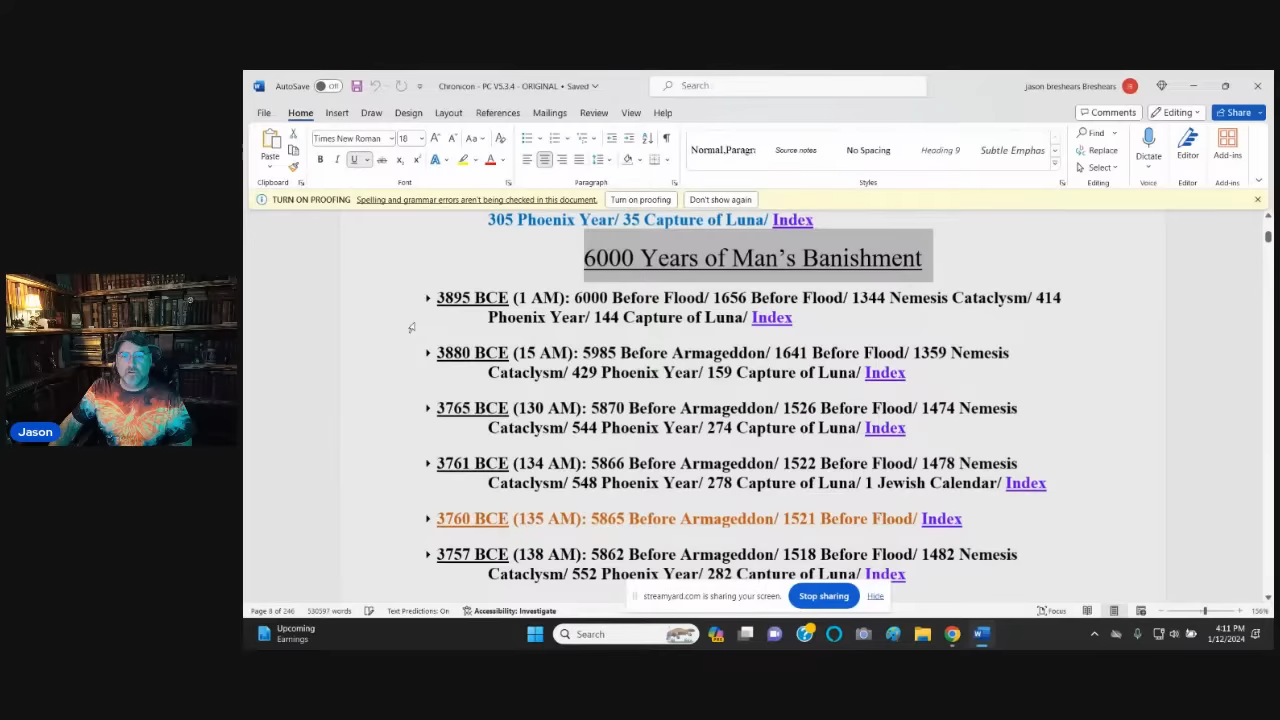 AutoSave Off Chronicon - PC V5.3.4 - ORIGINAL • Saved Search jason breshears Breshears
File Home Insert Draw Design Layout References Mailings Review View Help Comments Editing Share
Times New Roman 18 Aa Normal,Paragr Source notes No Spacing Heading 9 Subtle Emphas Find
Replace
Select
Paste Dictate Editor Add-ins
B I U ab x₂ x² A A
Clipboard Font Paragraph Styles Editing Voice Editor Add-ins
TURN ON PROOFING Spelling and grammar errors aren't being checked in this document. Turn on proofing Don't show again
305 Phoenix Year/ 35 Capture of Luna/ Index
6000 Years of Man’s Banishment
3895 BCE (1 AM): 6000 Before Flood/ 1656 Before Flood/ 1344 Nemesis Cataclysm/ 414
Phoenix Year/ 144 Capture of Luna/ Index
3880 BCE (15 AM): 5985 Before Armageddon/ 1641 Before Flood/ 1359 Nemesis
Cataclysm/ 429 Phoenix Year/ 159 Capture of Luna/ Index
3765 BCE (130 AM): 5870 Before Armageddon/ 1526 Before Flood/ 1474 Nemesis
Cataclysm/ 544 Phoenix Year/ 274 Capture of Luna/ Index
3761 BCE (134 AM): 5866 Before Armageddon/ 1522 Before Flood/ 1478 Nemesis
Cataclysm/ 548 Phoenix Year/ 278 Capture of Luna/ 1 Jewish Calendar/ Index
3760 BCE (135 AM): 5865 Before Armageddon/ 1521 Before Flood/ Index
3757 BCE (138 AM): 5862 Before Armageddon/ 1518 Before Flood/ 1482 Nemesis
Cataclysm/ 552 Phoenix Year/ 282 Capture of Luna/ Index
Jason
streamyard.com is sharing your screen. Stop sharing Hide
Page 8 of 246 530597 words Text Predictions: On Accessibility: Investigate Focus 156%
Upcoming
Earnings
Search
4:11 PM
1/12/2024